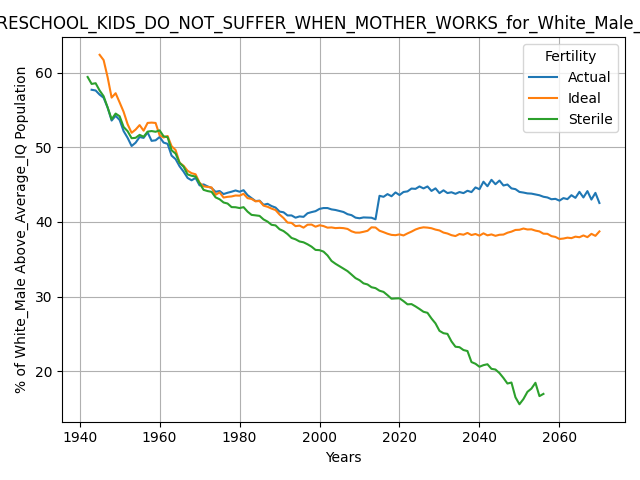 RESCHOOL_KIDS_DO_NOT_SUFFER_WHEN_MOTHER_WORKS_for_White_Male_
Fertility
Actual
Ideal
Sterile
% of White_Male Above_Average_IQ Population
60
50
40
30
20
1940 1960 1980 2000 2020 2040 2060
Years